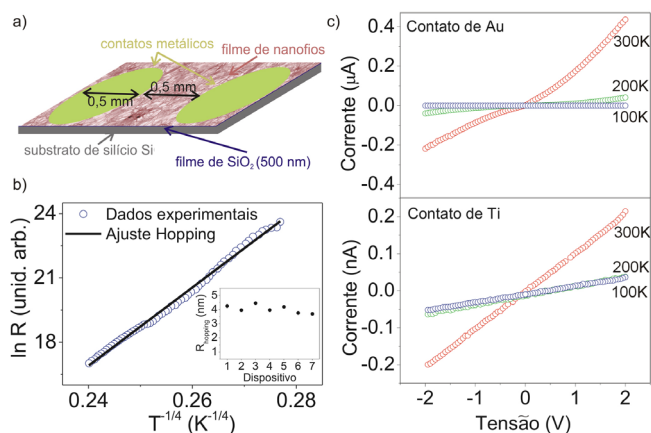 a)
contatos metálicos
filme de nanofios
0,5 mm
0,5 mm
substrato de silício Si
filme de SiO₂ (500 nm)
b)
24
21
18
ln R (unid. arb.)
Dados experimentais
Ajuste Hopping
R_hopping (nm)
5
4
3
2
1
1 2 3 4 5 6 7
Dispositivo
0.24 0.26 0.28
T⁻¹/⁴ (K⁻¹/⁴)
c)
Contato de Au
300K
200K
100K
0.4
0.2
0.0
-0.2
-0.4
Corrente (μA)
Contato de Ti
300K
200K
100K
0.2
0.1
0.0
-0.1
-0.2
Corrente (nA)
-2 -1 0 1 2
Tensão (V)